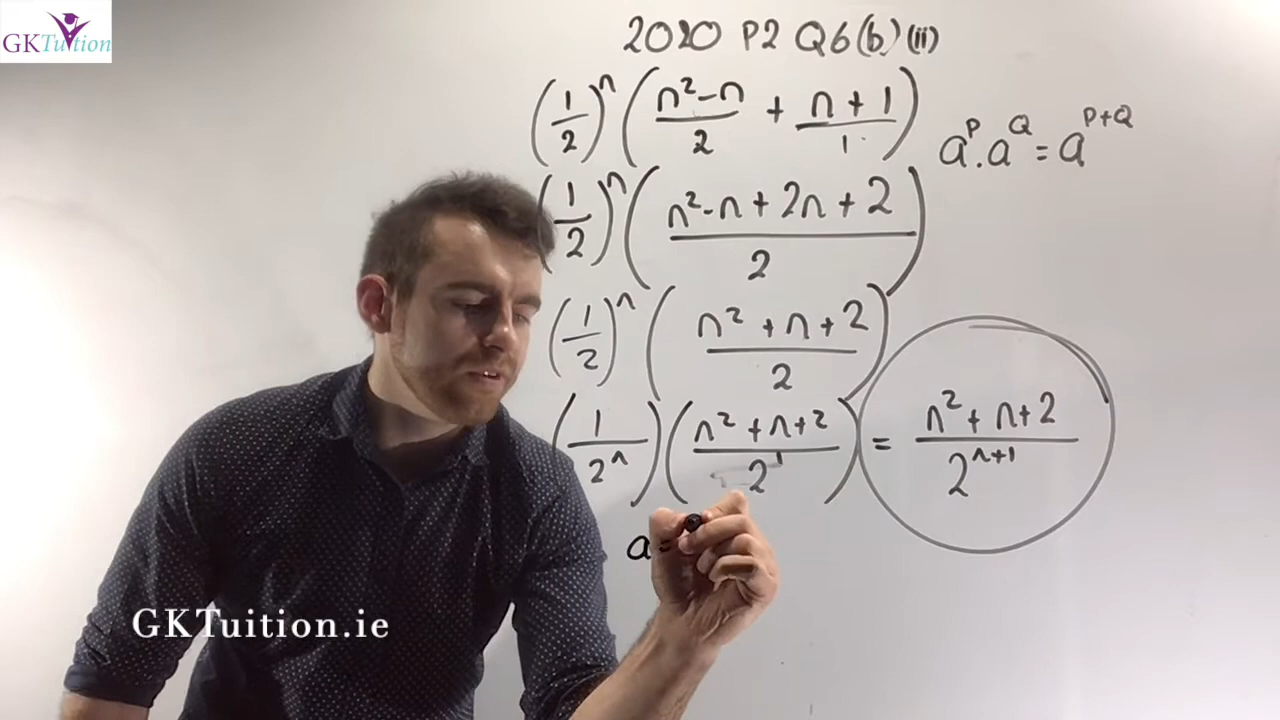 GKTuition
2020 P2 Q6(b)(ii)
(1/2)^n ( (n²-n)/2 + (n+1)/1 )
a^P . a^Q = a^(P+Q)
(1/2)^n ( (n²-n+2n+2)/2 )
(1/2)^n ( (n²+n+2)/2 )
(1/2^n) ( (n²+n+2)/2^1 ) = (n²+n+2)/2^(n+1)
a =
GKTuition.ie